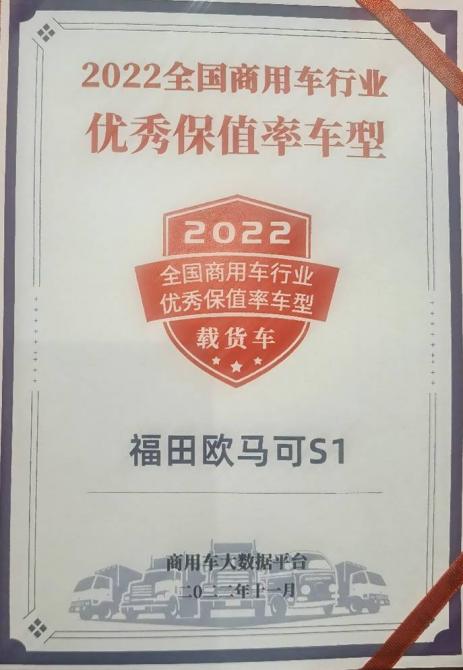 2022全国商用车行业
优秀保值率车型
2022
全国商用车行业
优秀保值率车型
载货车
福田欧马可S1
商用车大数据平台
二〇二二年十一月